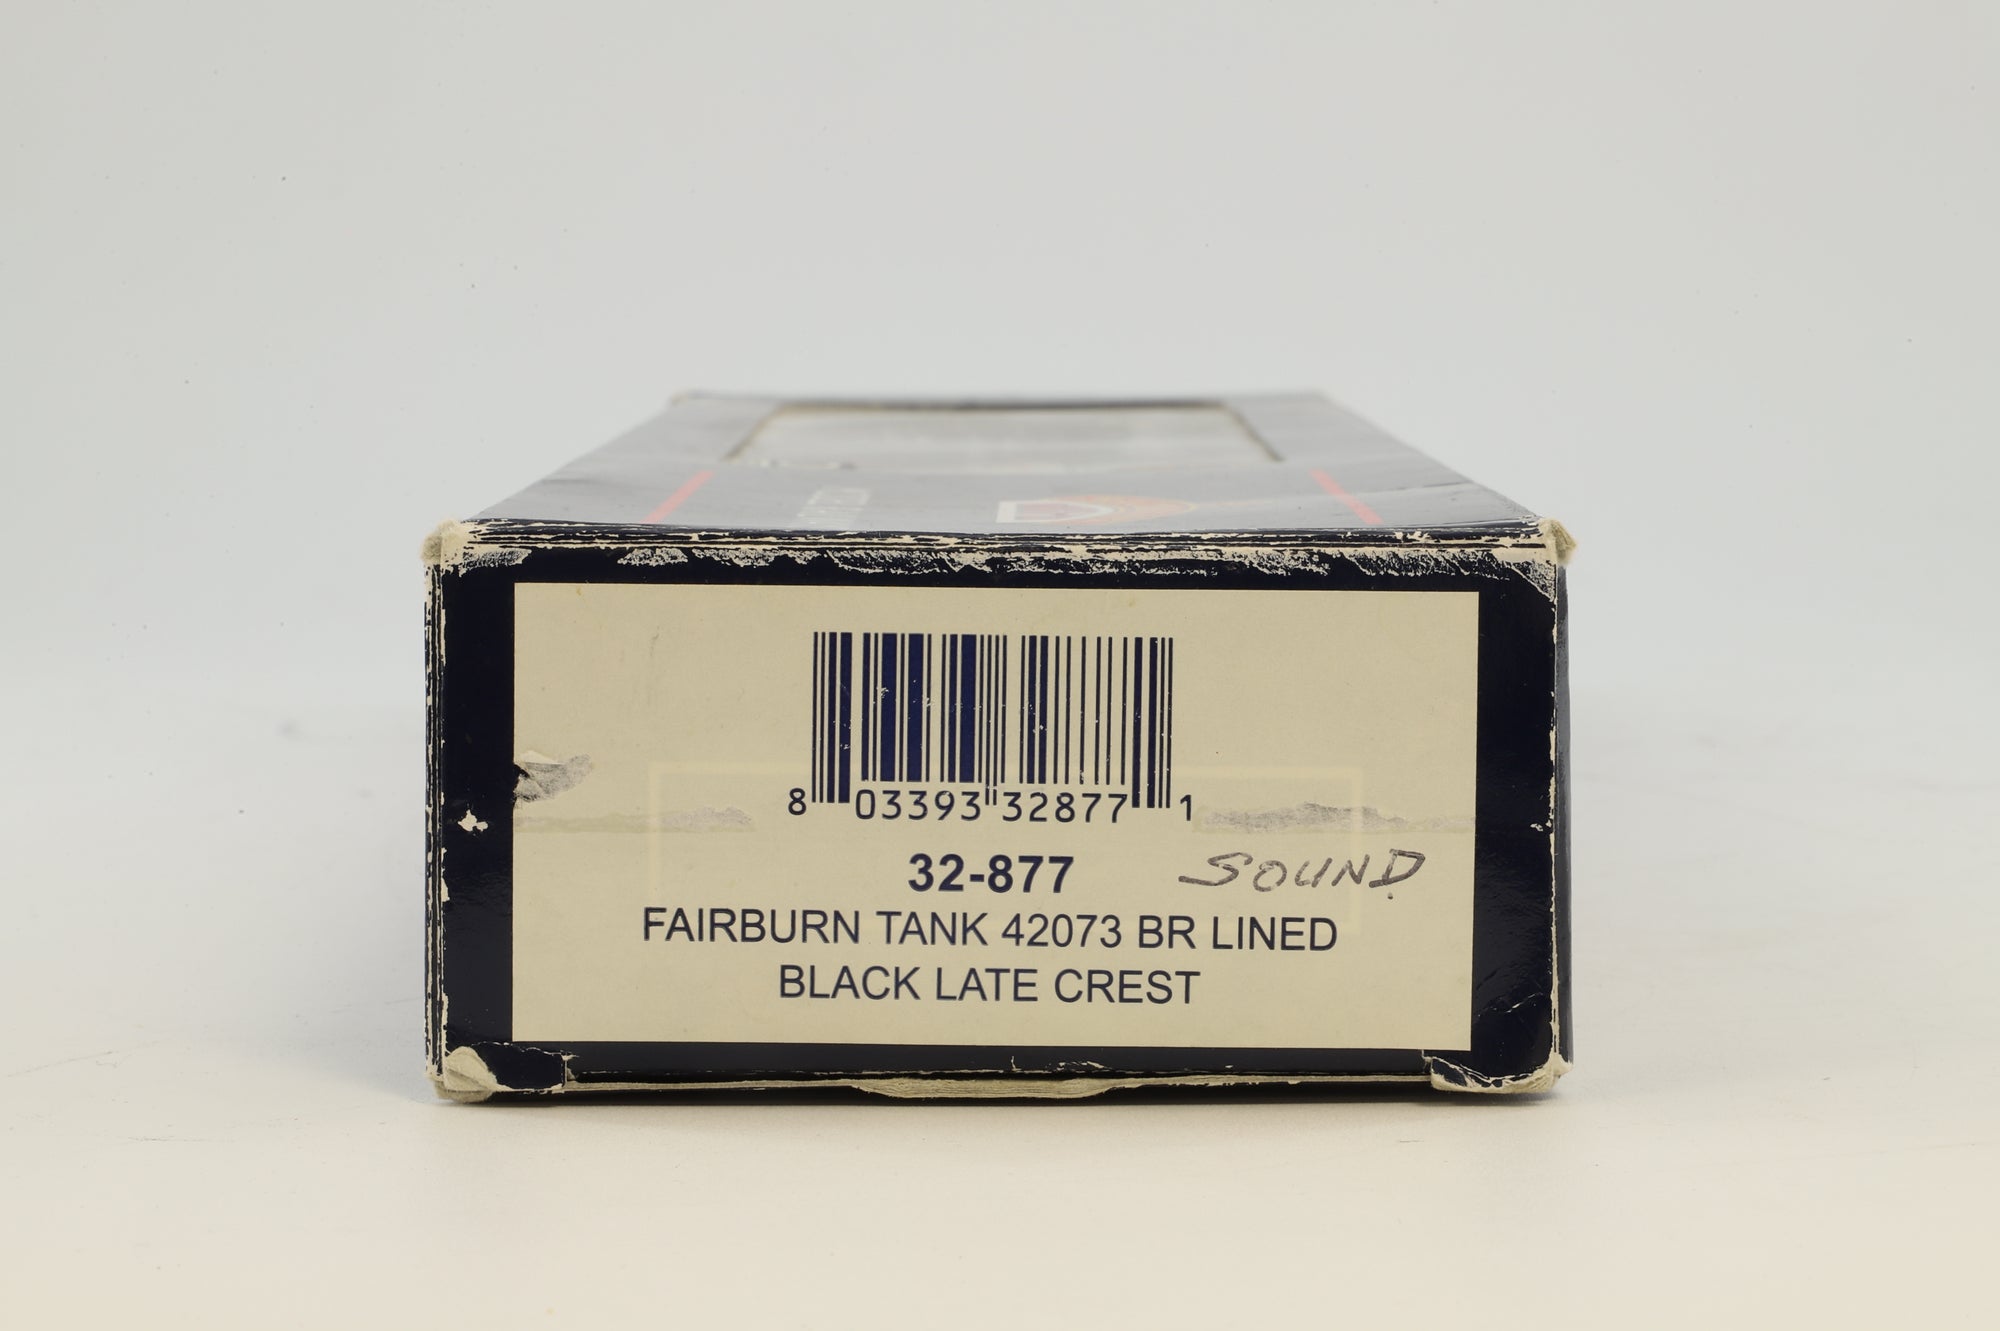 8 03393 32877 1
32-877 SOUND
FAIRBURN TANK 42073 BR LINED
BLACK LATE CREST